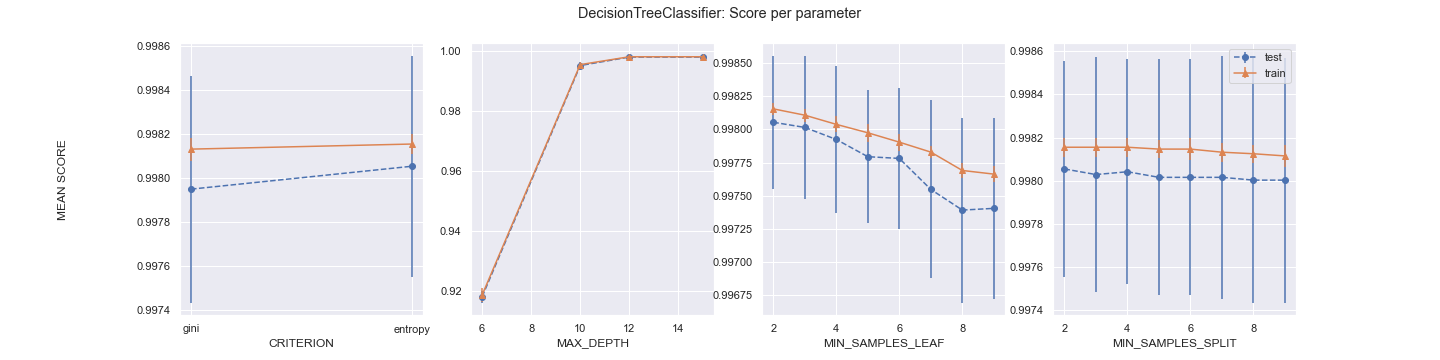 DecisionTreeClassifier: Score per parameter
MEAN SCORE
0.9986
0.9984
0.9982
0.9980
0.9978
0.9976
0.9974
gini entropy
CRITERION
1.00
0.98
0.96
0.94
0.92
6 8 10 12 14
MAX_DEPTH
0.99850
0.99825
0.99800
0.99775
0.99750
0.99725
0.99700
0.99675
2 4 6 8
MIN_SAMPLES_LEAF
0.9986
0.9984
0.9982
0.9980
0.9978
0.9976
0.9974
2 4 6 8
MIN_SAMPLES_SPLIT
test
train